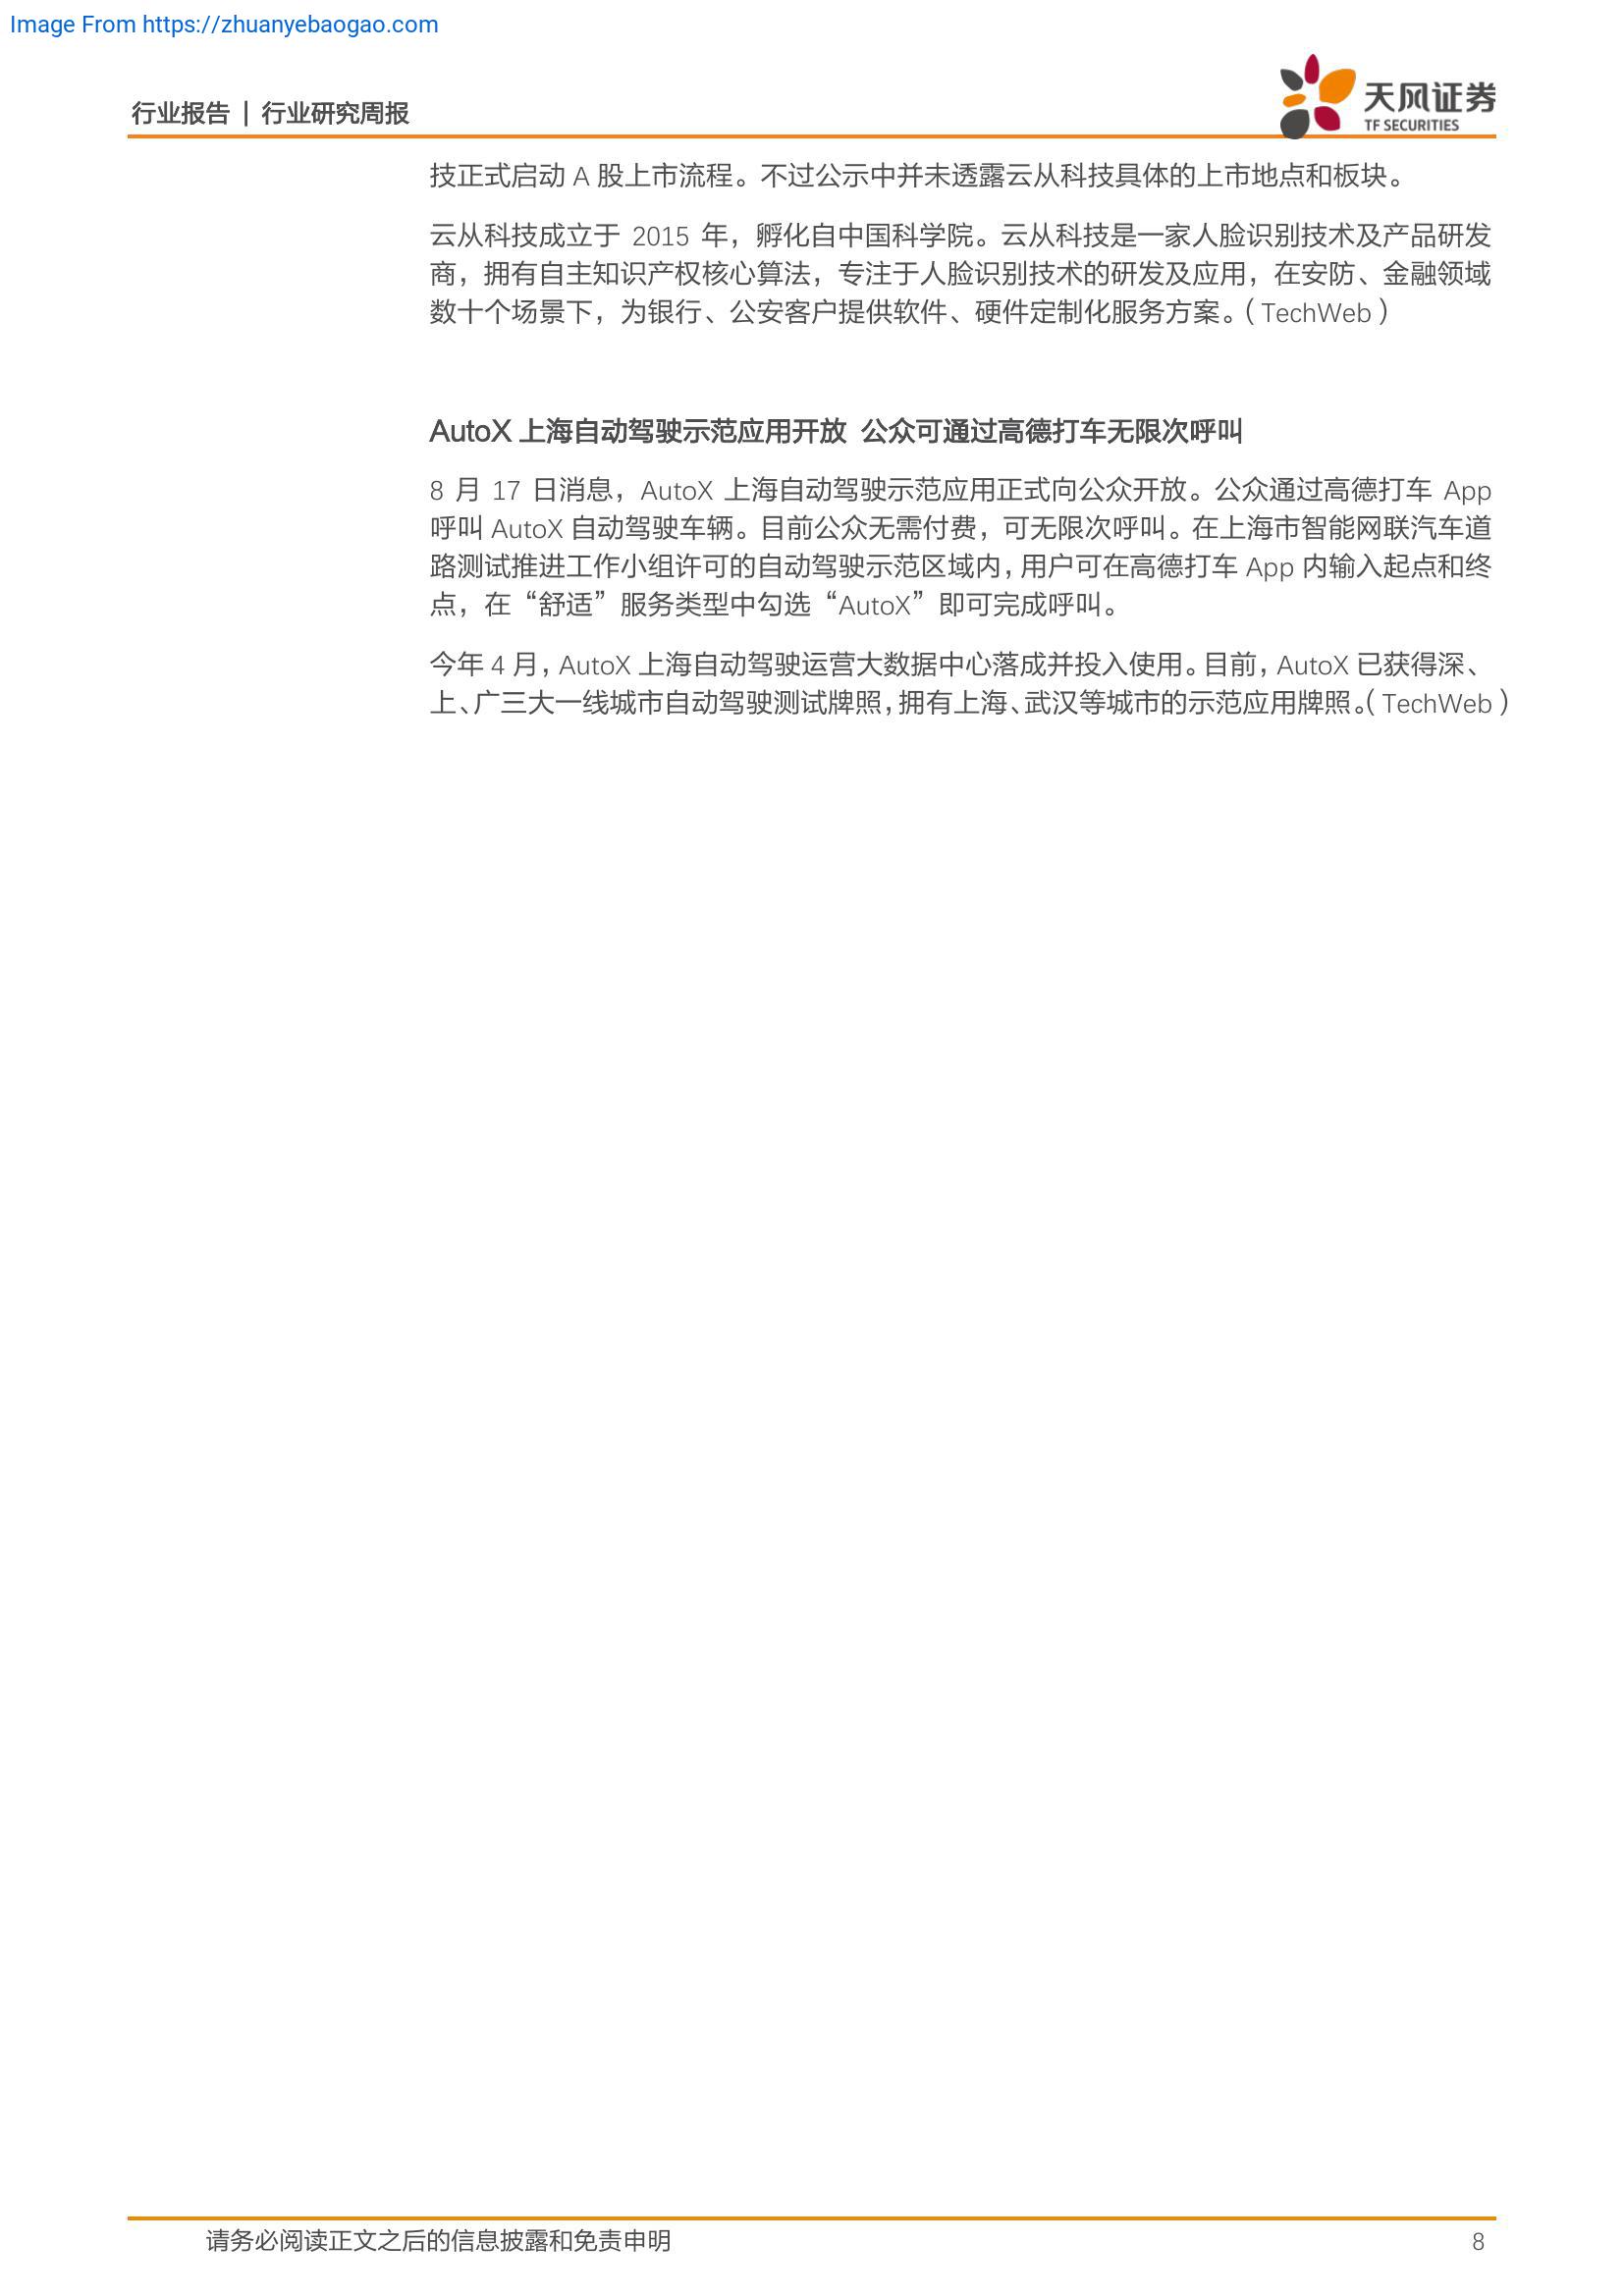 Image From https://zhuanyebaogao.com
行业报告 | 行业研究周报
天风证券
TF SECURITIES
技正式启动 A 股上市流程。不过公示中并未透露云从科技具体的上市地点和板块。
云从科技成立于 2015 年，孵化自中国科学院。云从科技是一家人脸识别技术及产品研发
商，拥有自主知识产权核心算法，专注于人脸识别技术的研发及应用，在安防、金融领域
数十个场景下，为银行、公安客户提供软件、硬件定制化服务方案。（TechWeb）
AutoX 上海自动驾驶示范应用开放 公众可通过高德打车无限次呼叫
8 月 17 日消息，AutoX 上海自动驾驶示范应用正式向公众开放。公众通过高德打车 App
呼叫 AutoX 自动驾驶车辆。目前公众无需付费，可无限次呼叫。在上海市智能网联汽车道
路测试推进工作小组许可的自动驾驶示范区域内，用户可在高德打车 App 内输入起点和终
点，在“舒适”服务类型中勾选“AutoX”即可完成呼叫。
今年 4 月，AutoX 上海自动驾驶运营大数据中心落成并投入使用。目前，AutoX 已获得深、
上、广三大一线城市自动驾驶测试牌照，拥有上海、武汉等城市的示范应用牌照。（TechWeb）
请务必阅读正文之后的信息披露和免责申明
8